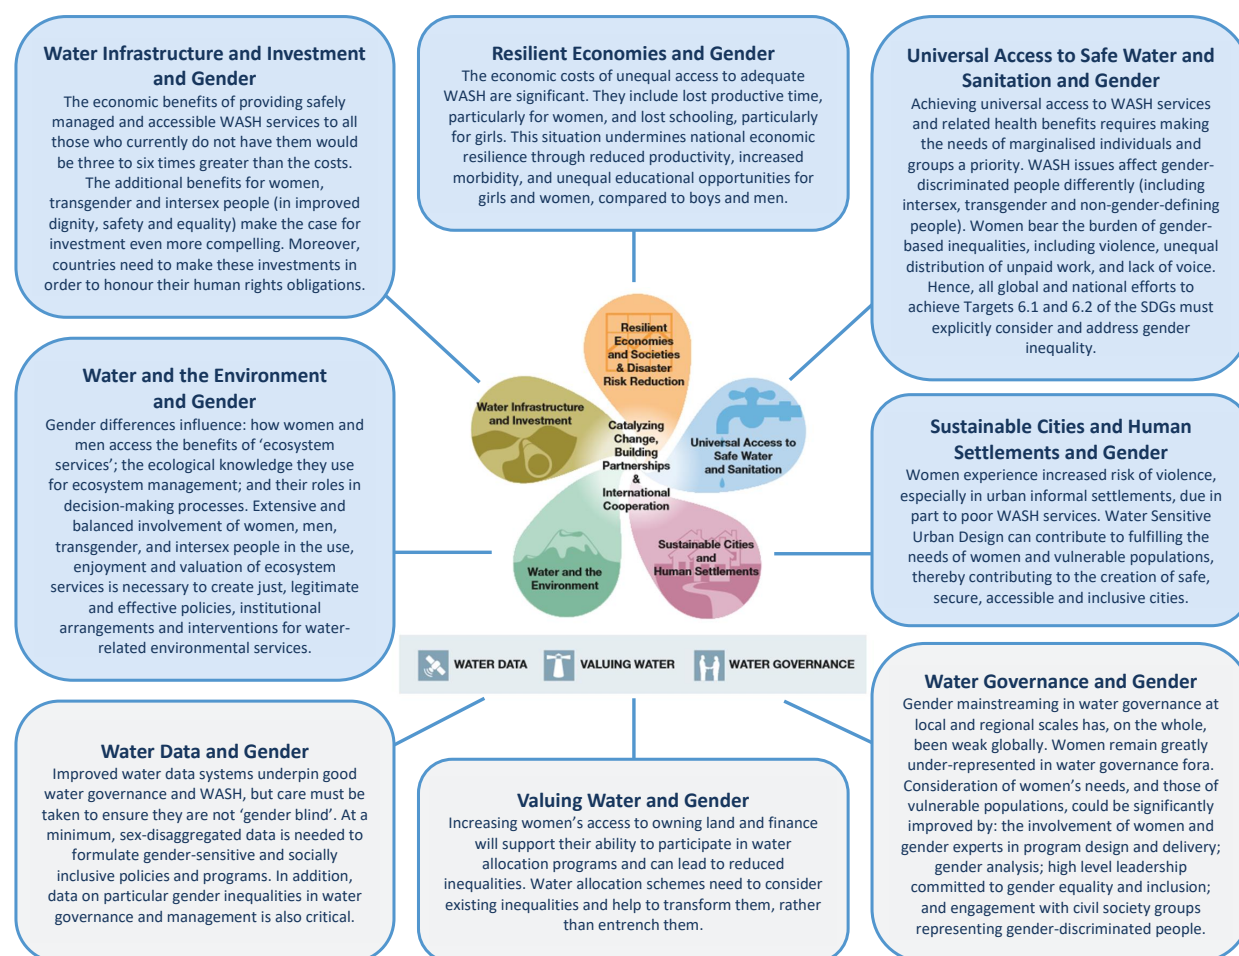 Water Infrastructure and Investment
and Gender
The economic benefits of providing safely
managed and accessible WASH services to all
those who currently do not have them would
be three to six times greater than the costs.
The additional benefits for women,
transgender and intersex people (in improved
dignity, safety and equality) make the case for
investment even more compelling. Moreover,
countries need to make these investments in
order to honour their human rights obligations.
Resilient Economies and Gender
The economic costs of unequal access to adequate
WASH are significant. They include lost productive time,
particularly for women, and lost schooling, particularly
for girls. This situation undermines national economic
resilience through reduced productivity, increased
morbidity, and unequal educational opportunities for
girls and women, compared to boys and men.
Universal Access to Safe Water and
Sanitation and Gender
Achieving universal access to WASH services
and related health benefits requires making
the needs of marginalised individuals and
groups a priority. WASH issues affect gender-
discriminated people differently (including
intersex, transgender and non-gender-defining
people). Women bear the burden of gender-
based inequalities, including violence, unequal
distribution of unpaid work, and lack of voice.
Hence, all global and national efforts to
achieve Targets 6.1 and 6.2 of the SDGs must
explicitly consider and address gender
inequality.
Resilient
Economies
and Societies
& Disaster
Risk Reduction
Water Infrastructure
and Investment
Catalyzing
Change,
Building
Partnerships
&
International
Cooperation
Universal Access to
Safe Water
and Sanitation
Water and the
Environment
Sustainable Cities
and
Human Settlements
Water and the Environment
and Gender
Gender differences influence: how women and
men access the benefits of ‘ecosystem
services’; the ecological knowledge they use
for ecosystem management; and their roles in
decision-making processes. Extensive and
balanced involvement of women, men,
transgender, and intersex people in the use,
enjoyment and valuation of ecosystem
services is necessary to create just, legitimate
and effective policies, institutional
arrangements and interventions for water-
related environmental services.
Sustainable Cities and Human
Settlements and Gender
Women experience increased risk of violence,
especially in urban informal settlements, due in
part to poor WASH services. Water Sensitive
Urban Design can contribute to fulfilling the
needs of women and vulnerable populations,
thereby contributing to the creation of safe,
secure, accessible and inclusive cities.
WATER DATA
VALUING WATER
WATER GOVERNANCE
Water Data and Gender
Improved water data systems underpin good
water governance and WASH, but care must be
taken to ensure they are not ‘gender blind’. At a
minimum, sex-disaggregated data is needed to
formulate gender-sensitive and socially
inclusive policies and programs. In addition,
data on particular gender inequalities in water
governance and management is also critical.
Valuing Water and Gender
Increasing women’s access to owning land and finance
will support their ability to participate in water
allocation programs and can lead to reduced
inequalities. Water allocation schemes need to consider
existing inequalities and help to transform them, rather
than entrench them.
Water Governance and Gender
Gender mainstreaming in water governance at
local and regional scales has, on the whole,
been weak globally. Women remain greatly
under-represented in water governance fora.
Consideration of women’s needs, and those of
vulnerable populations, could be significantly
improved by: the involvement of women and
gender experts in program design and delivery;
gender analysis; high level leadership
committed to gender equality and inclusion;
and engagement with civil society groups
representing gender-discriminated people.